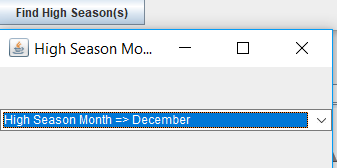 Find High Season(s)
High Season Mo...
High Season Month => December